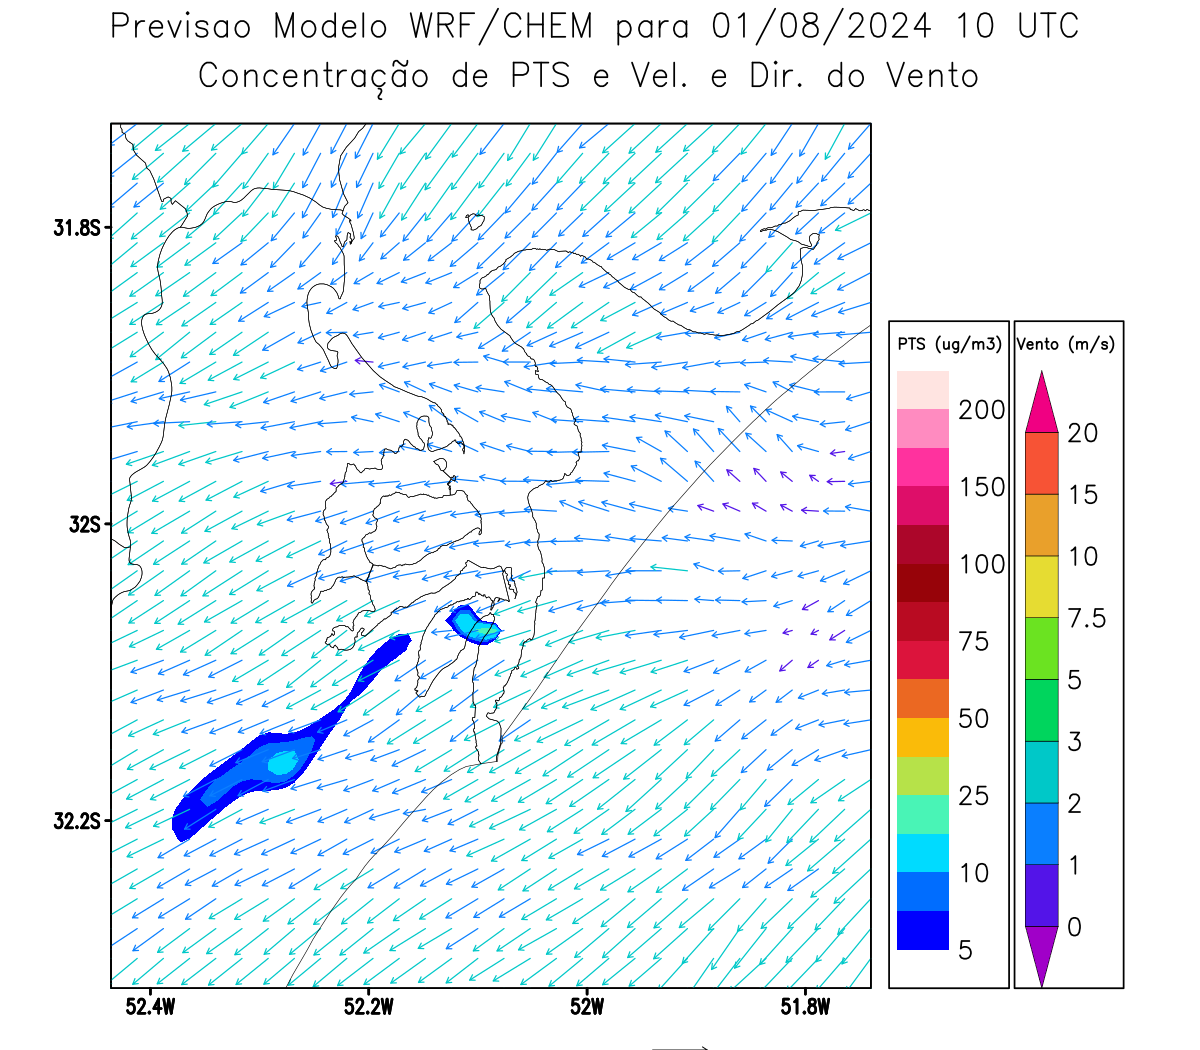 Previsao Modelo WRF/CHEM para 01/08/2024 10 UTC
Concentração de PTS e Vel. e Dir. do Vento
31.8S
32S
32.2S
52.4W
52.2W
52W
51.8W
PTS (ug/m3)
200
150
100
75
50
25
10
5
Vento (m/s)
20
15
10
7.5
5
3
2
1
0